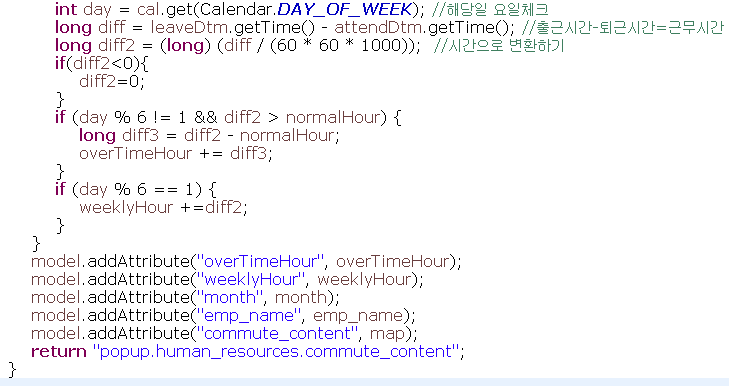 int day = cal.get(Calendar.DAY_OF_WEEK); //해당일 요일체크
long diff = leaveDtm.getTime() - attendDtm.getTime(); //출근시간-퇴근시간=근무시간
long diff2 = (long) (diff / (60 * 60 * 1000));  //시간으로 변환하기
if(diff2<0){
diff2=0;
}
if (day % 6 != 1 && diff2 > normalHour) {
long diff3 = diff2 - normalHour;
overTimeHour += diff3;
}
if (day % 6 == 1) {
weeklyHour +=diff2;
}
}
model.addAttribute("overTimeHour", overTimeHour);
model.addAttribute("weeklyHour", weeklyHour);
model.addAttribute("month", month);
model.addAttribute("emp_name", emp_name);
model.addAttribute("commute_content", map);
return "popup.human_resources.commute_content";
}